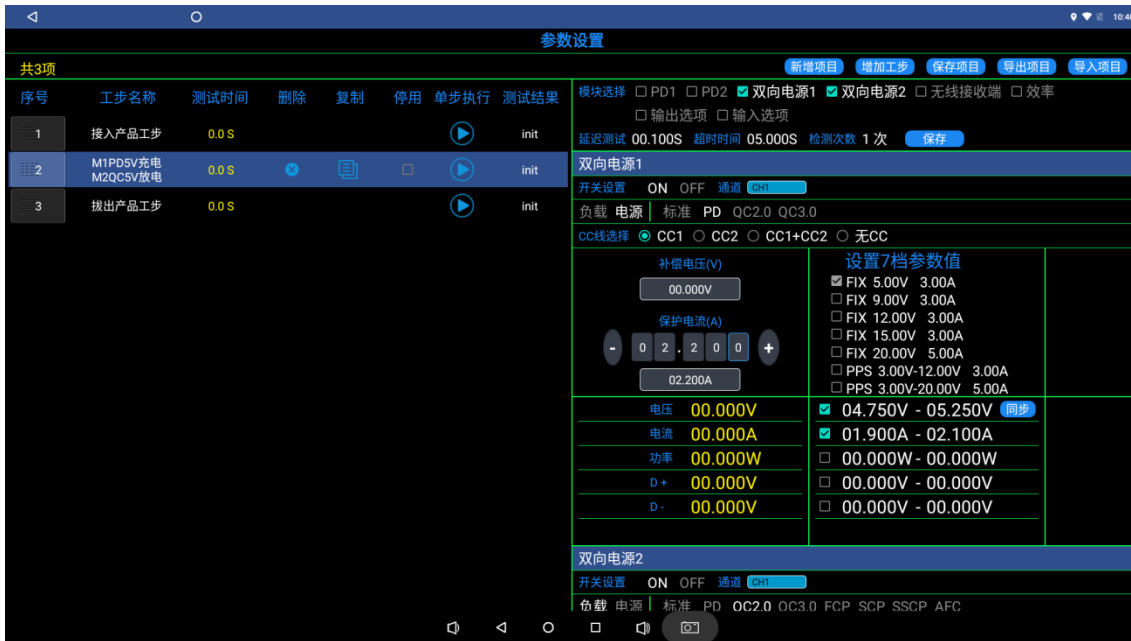 10:40
参数设置
共3项
新增项目 增加工步 保存项目 导出项目 导入项目
序号 工步名称 测试时间 删除 复制 停用 单步执行 测试结果
1 接入产品工步 0.0 S init
2 M1PD5V充电 0.0 S init
M2QC5V放电
3 拔出产品工步 0.0 S init
模块选择 PD1 PD2 双向电源1 双向电源2 无线接收端 效率
输出选项 输入选项
延迟测试 00.100S 超时时间 05.000S 检测次数 1 次 保存
双向电源1
开关设置 ON OFF 通道 CH1
负载 电源 标准 PD QC2.0 QC3.0
CC线选择 CC1 CC2 CC1+CC2 无CC
补偿电压(V)
00.000V
保护电流(A)
- 0 2 . 2 0 0 +
02.200A
设置7档参数值
FIX 5.00V 3.00A
FIX 9.00V 3.00A
FIX 12.00V 3.00A
FIX 15.00V 3.00A
FIX 20.00V 5.00A
PPS 3.00V-12.00V 3.00A
PPS 3.00V-20.00V 5.00A
电压 00.000V 04.750V - 05.250V 同步
电流 00.000A 01.900A - 02.100A
功率 00.000W 00.000W - 00.000W
D + 00.000V 00.000V - 00.000V
D - 00.000V 00.000V - 00.000V
双向电源2
开关设置 ON OFF 通道 CH1
负载 电源 标准 PD QC2.0 QC3.0 FCP SCP SSCP AFC